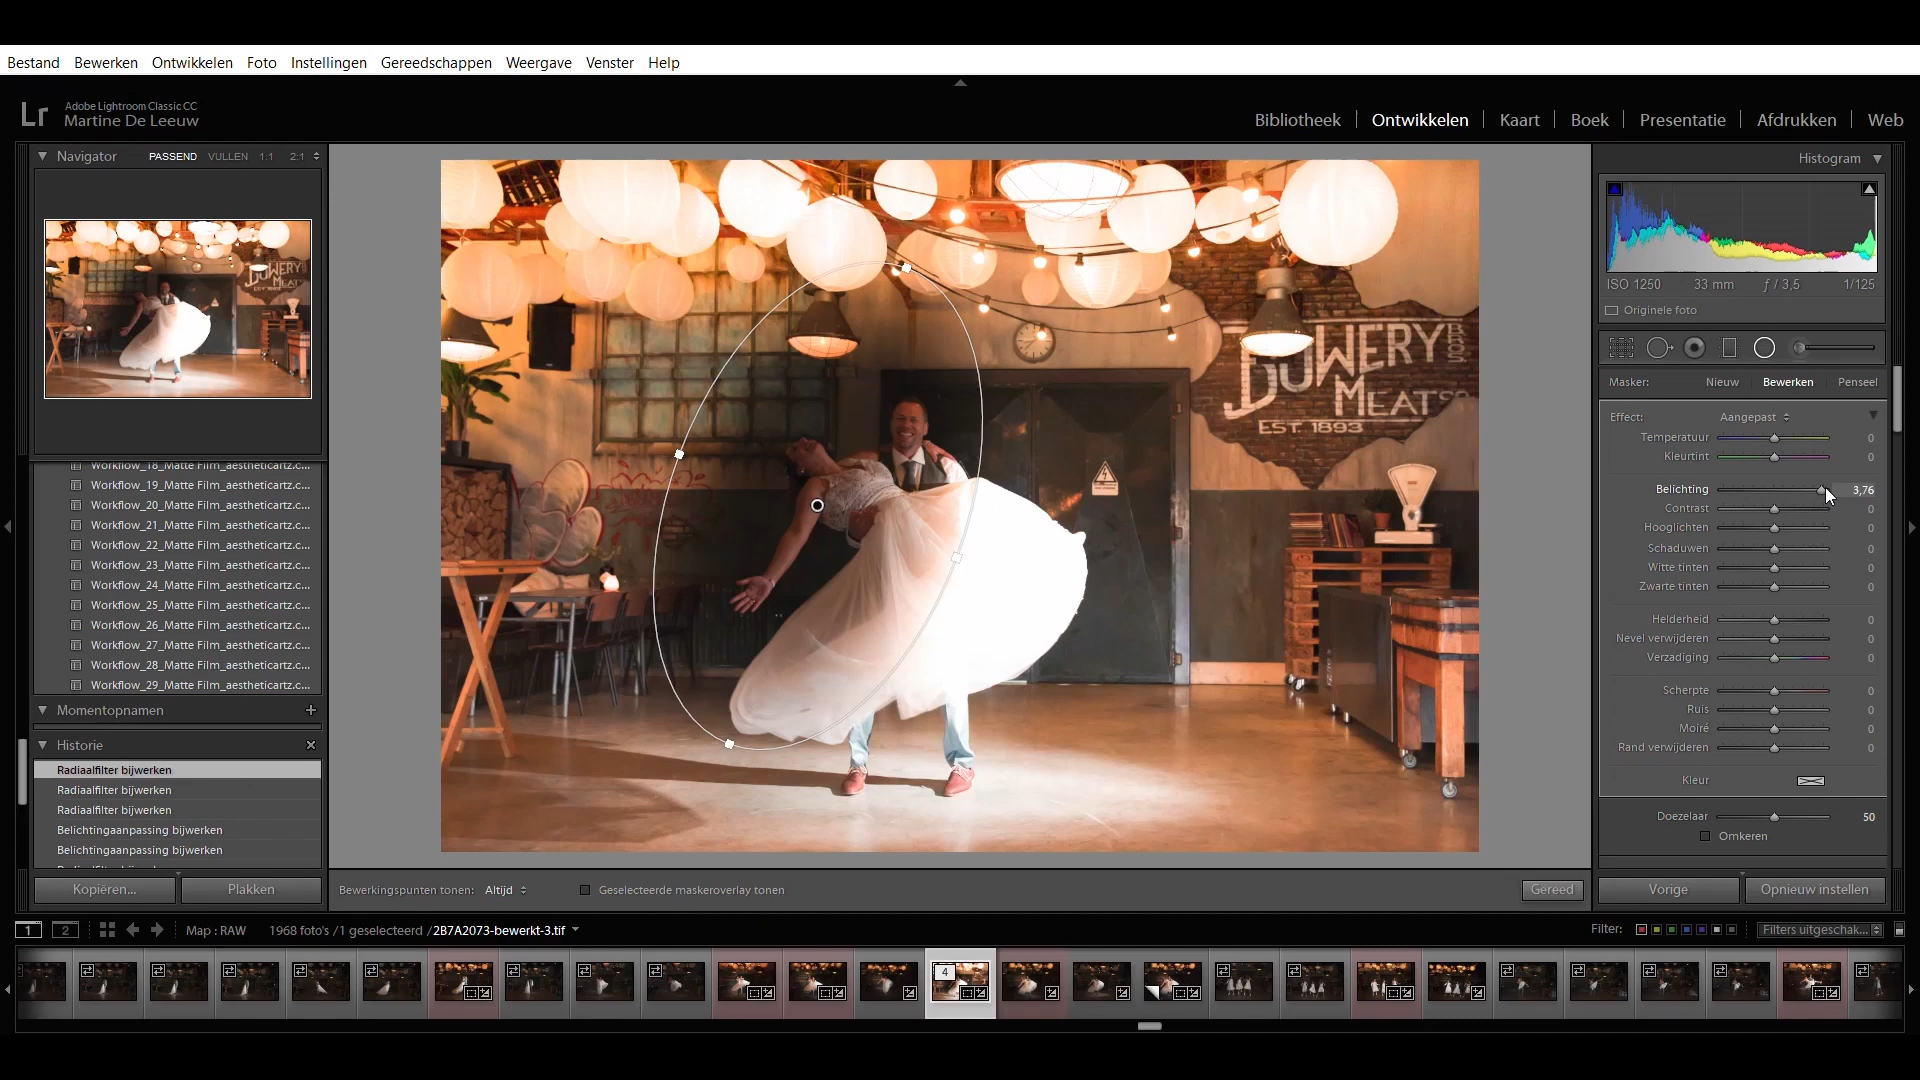 Bestand Bewerken Ontwikkelen Foto Instellingen Gereedschappen Weergave Venster Help
Lr
Adobe Lightroom Classic CC
Martine De Leeuw
Bibliotheek Ontwikkelen Kaart Boek Presentatie Afdrukken Web
Navigator PASSEND VULLEN 1:1 2:1
Workflow_18_Matte Film_aestheticartz.c...
Workflow_19_Matte Film_aestheticartz.c...
Workflow_20_Matte Film_aestheticartz.c...
Workflow_21_Matte Film_aestheticartz.c...
Workflow_22_Matte Film_aestheticartz.c...
Workflow_23_Matte Film_aestheticartz.c...
Workflow_24_Matte Film_aestheticartz.c...
Workflow_25_Matte Film_aestheticartz.c...
Workflow_26_Matte Film_aestheticartz.c...
Workflow_27_Matte Film_aestheticartz.c...
Workflow_28_Matte Film_aestheticartz.c...
Workflow_29_Matte Film_aestheticartz.c...
Momentopnamen
Historie
Radiaalfilter bijwerken
Radiaalfilter bijwerken
Radiaalfilter bijwerken
Belichtingaanpassing bijwerken
Belichtingaanpassing bijwerken
Kopiëren... Plakken
BOWERY
BROS
MEATS
EST. 1893
Bewerkingspunten tonen: Altijd Geselecteerde maskeroverlay tonen Gereed
Histogram
ISO 1250 33 mm ƒ / 3,5 1/125
Originele foto
Masker: Nieuw Bewerken Penseel
Effect: Aangepast
Temperatuur 0
Kleurtint 0
Belichting 3,76
Contrast 0
Hooglichten 0
Schaduwen 0
Witte tinten 0
Zwarte tinten 0
Helderheid 0
Nevel verwijderen 0
Verzadiging 0
Scherpte 0
Ruis 0
Moiré 0
Rand verwijderen 0
Kleur
Doezelaar 50
Omkeren
Vorige Opnieuw instellen
1 2 Map : RAW 1968 foto's / 1 geselecteerd / 2B7A2073-bewerkt-3.tif Filter: Filters uitgeschak...
4